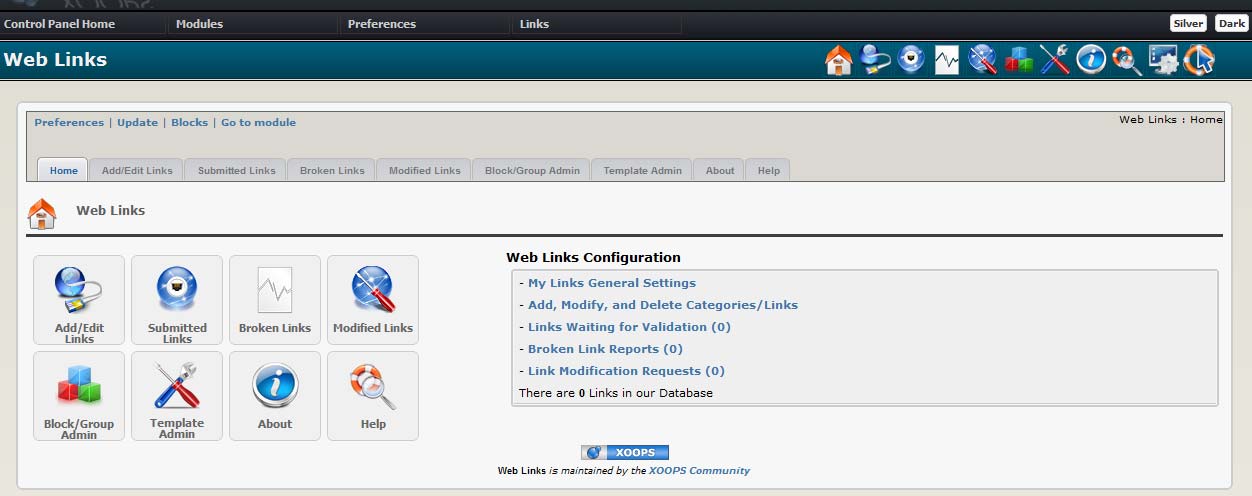 Control Panel Home Modules Preferences Links Silver Dark
Web Links
Preferences | Update | Blocks | Go to module
Web Links : Home
Home Add/Edit Links Submitted Links Broken Links Modified Links Block/Group Admin Template Admin About Help
Web Links
Add/Edit
Links
Submitted
Links
Broken Links
Modified Links
Block/Group
Admin
Template
Admin
About
Help
Web Links Configuration
- My Links General Settings
- Add, Modify, and Delete Categories/Links
- Links Waiting for Validation (0)
- Broken Link Reports (0)
- Link Modification Requests (0)
There are 0 Links in our Database
XOOPS
Web Links is maintained by the XOOPS Community